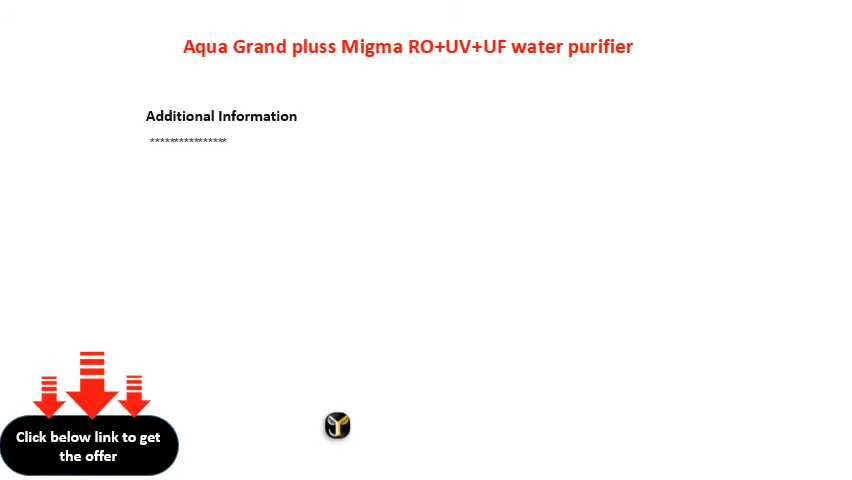 Aqua Grand pluss Migma RO+UV+UF water purifier
Additional Information
****************
Click below link to get
the offer